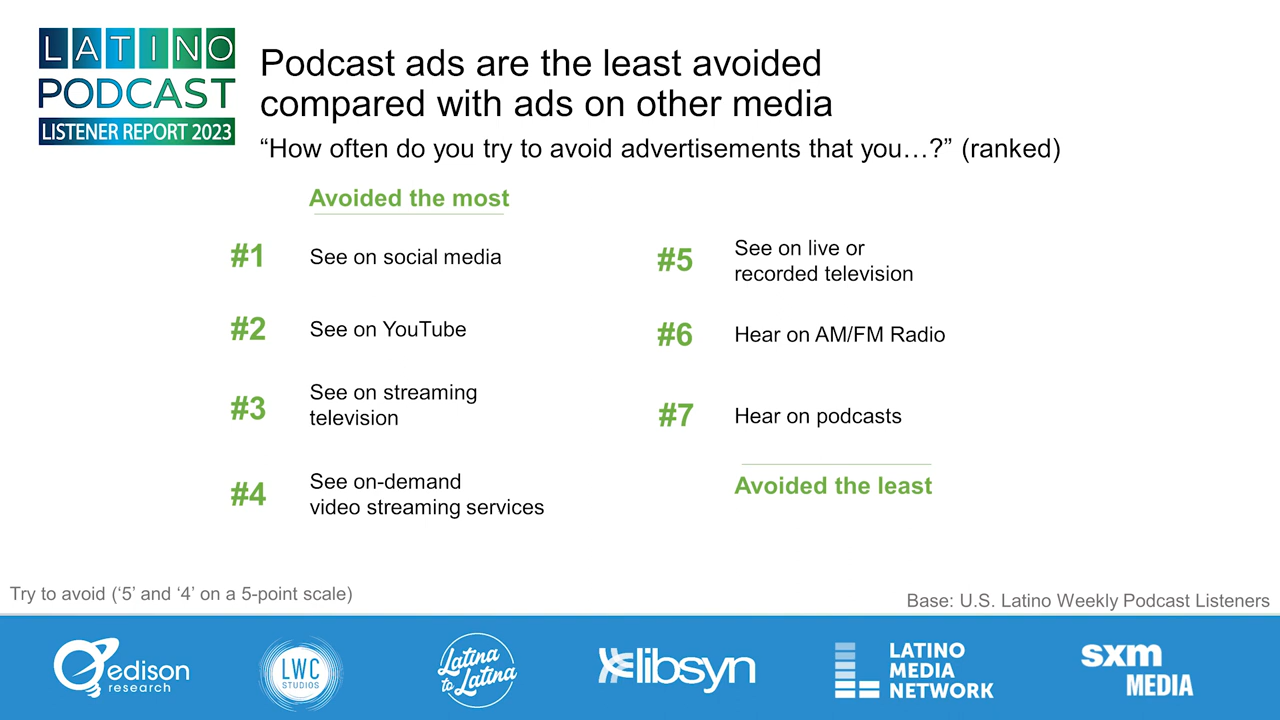 LATINO
PODCAST
LISTENER REPORT 2023
Podcast ads are the least avoided
compared with ads on other media
“How often do you try to avoid advertisements that you…?” (ranked)
Avoided the most
#1 See on social media
#2 See on YouTube
#3 See on streaming
television
#4 See on-demand
video streaming services
#5 See on live or
recorded television
#6 Hear on AM/FM Radio
#7 Hear on podcasts
Avoided the least
Try to avoid (‘5’ and ‘4’ on a 5-point scale)
Base: U.S. Latino Weekly Podcast Listeners
edison
research
LWC
STUDIOS
Latina
to Latina
libsyn
LATINO
MEDIA
NETWORK
sxm
MEDIA